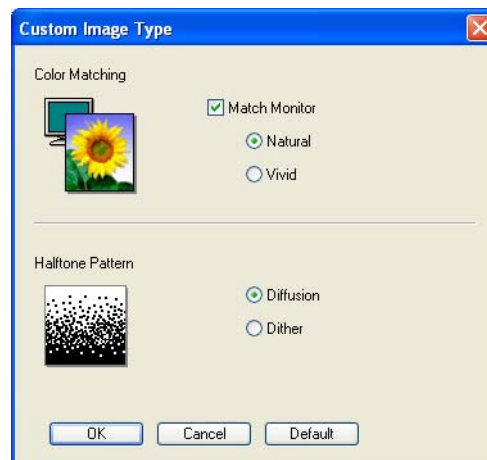 Custom Image Type
Color Matching
Match Monitor
Natural
Vivid
Halftone Pattern
Diffusion
Dither
OK Cancel Default